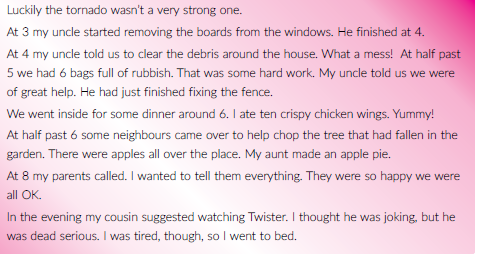 Luckily the tornado wasn't a very strong one.
At 3 my uncle started removing the boards from the windows. He finished at 4.
At 4 my uncle told us to clear the debris around the house. What a mess!  At half past
5 we had 6 bags full of rubbish. That was some hard work. My uncle told us we were
of great help. He had just finished fixing the fence.
We went inside for some dinner around 6. I ate ten crispy chicken wings. Yummy!
At half past 6 some neighbours came over to help chop the tree that had fallen in the
garden. There were apples all over the place. My aunt made an apple pie.
At 8 my parents called. I wanted to tell them everything. They were so happy we were
all OK.
In the evening my cousin suggested watching Twister. I thought he was joking, but he
was dead serious. I was tired, though, so I went to bed.